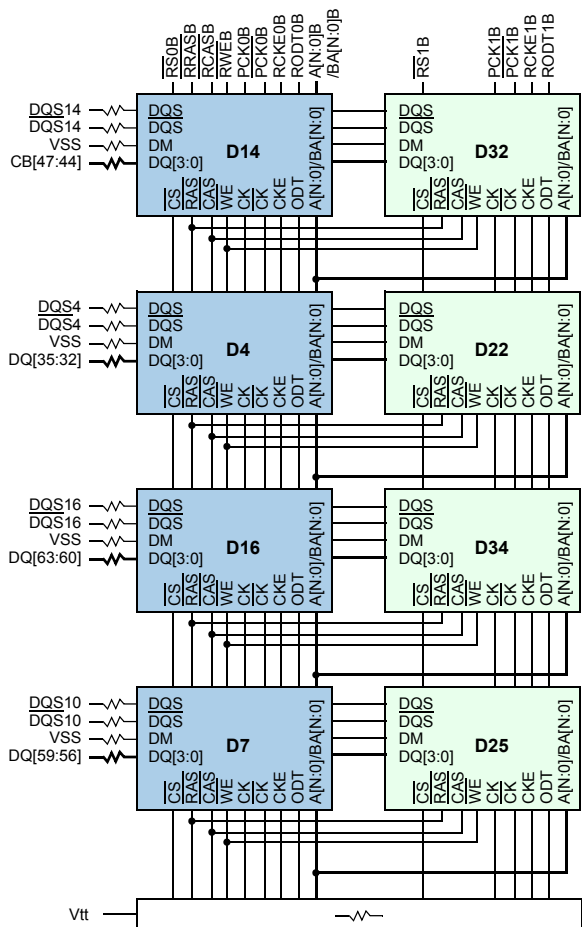 RS0B
RRASB
RCASB
RWEB
PCK0B
PCK0B
RCKE0B
RODT0B
A[N:0]B
/BA[N:0]B
RS1B
PCK1B
PCK1B
RCKE1B
RODT1B
DQS14
DQS14
VSS
CB[47:44]
DQS
DQS
DM
DQ[3:0]
D14
CS
RAS
CAS
WE
CK
CK
CKE
ODT
A[N:0]/BA[N:0]
D32
CS
RAS
CAS
WE
CK
CK
CKE
ODT
A[N:0]/BA[N:0]
DQS
DQS
DM
DQ[3:0]
DQS4
DQS4
VSS
DQ[35:32]
DQS
DQS
DM
DQ[3:0]
D4
CS
RAS
CAS
WE
CK
CK
CKE
ODT
A[N:0]/BA[N:0]
DQS
DQS
DM
DQ[3:0]
D22
CS
RAS
CAS
WE
CK
CK
CKE
ODT
A[N:0]/BA[N:0]
DQS16
DQS16
VSS
DQ[63:60]
DQS
DQS
DM
DQ[3:0]
D16
CS
RAS
CAS
WE
CK
CK
CKE
ODT
A[N:0]/BA[N:0]
DQS
DQS
DM
DQ[3:0]
D34
CS
RAS
CAS
WE
CK
CK
CKE
ODT
A[N:0]/BA[N:0]
DQS10
DQS10
VSS
DQ[59:56]
DQS
DQS
DM
DQ[3:0]
D7
CS
RAS
CAS
WE
CK
CK
CKE
ODT
A[N:0]/BA[N:0]
DQS
DQS
DM
DQ[3:0]
D25
CS
RAS
CAS
WE
CK
CK
CKE
ODT
A[N:0]/BA[N:0]
Vtt